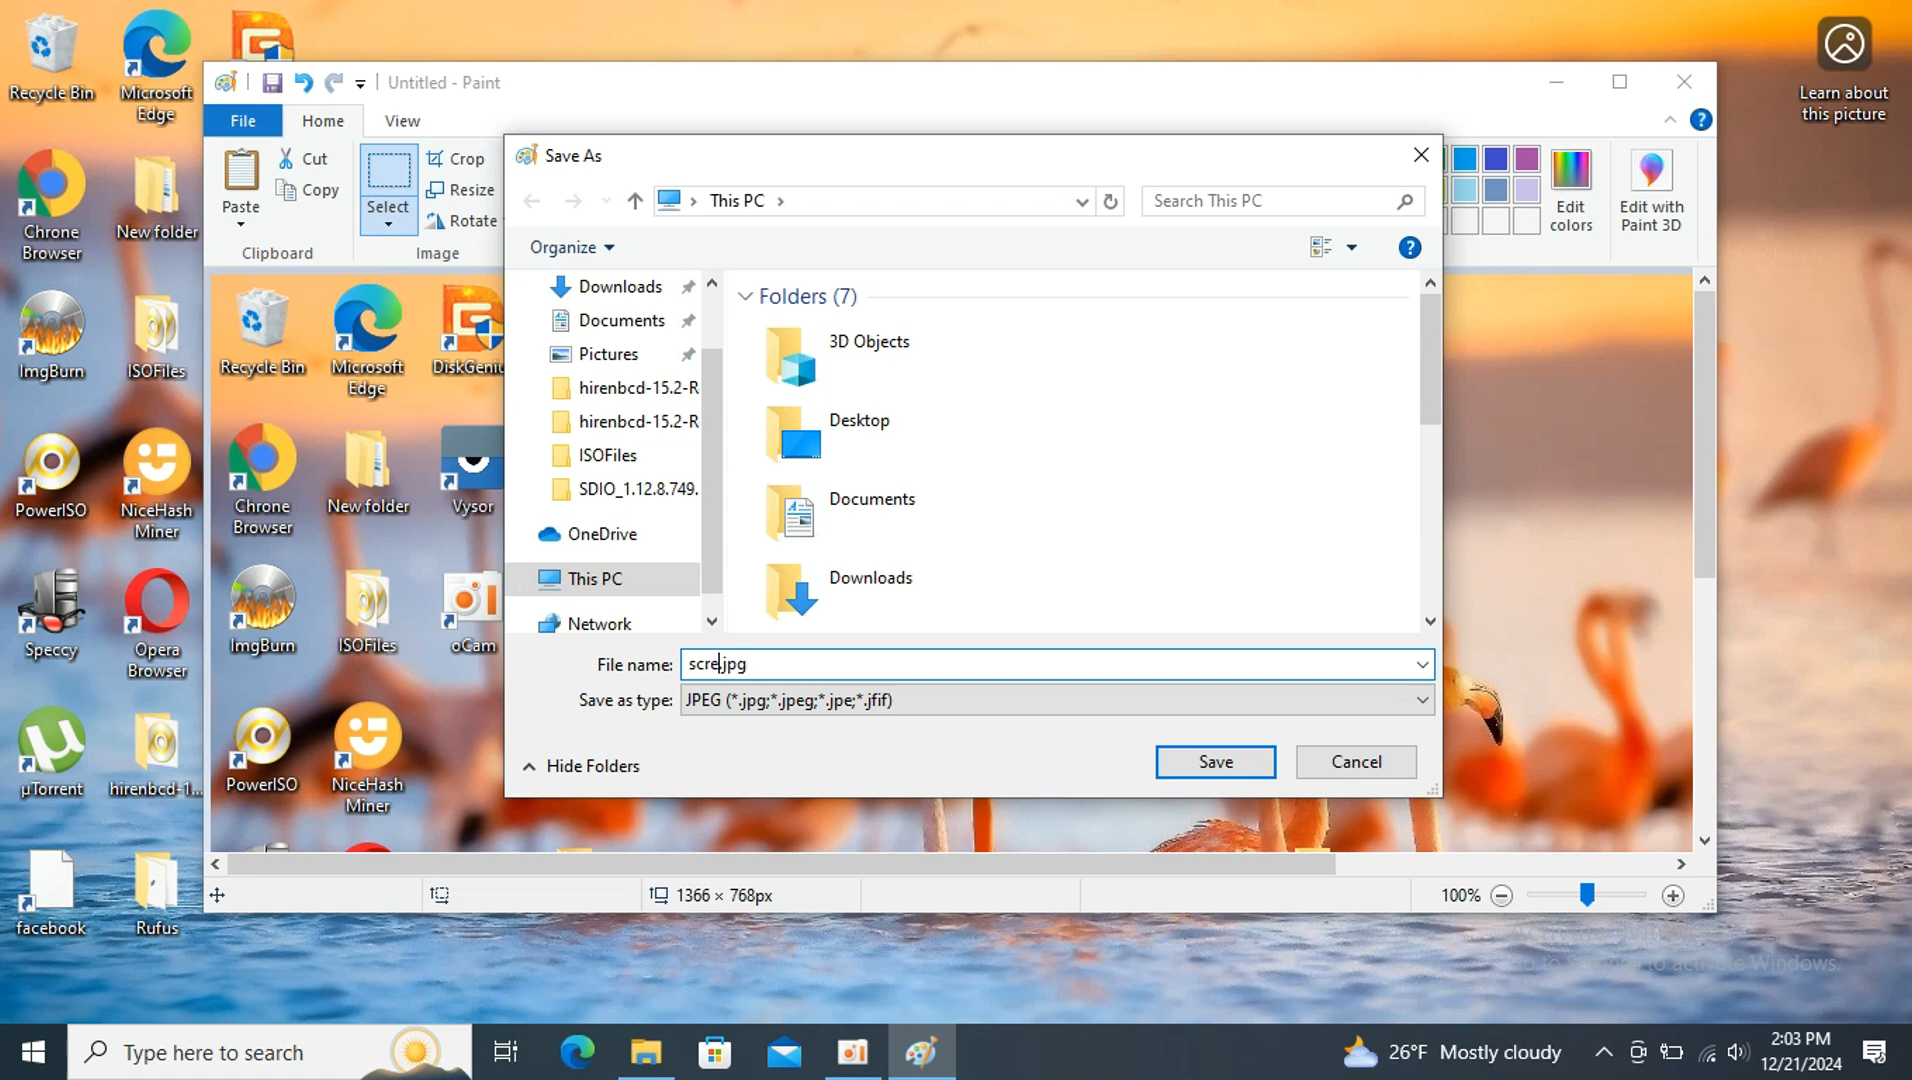 Recycle Bin
Microsoft
Edge
Learn about
this picture
Chrome
Browser
New folder
ImgBurn
ISOFiles
PowerISO
NiceHash
Miner
Speccy
Opera
Browser
µTorrent
hirenbcd-1...
facebook
Rufus
Untitled - Paint
File
Home
View
Paste
Cut
Copy
Clipboard
Select
Crop
Resize
Rotate
Image
Edit
colors
Edit with
Paint 3D
Recycle Bin
Microsoft
Edge
DiskGeniu
Chrome
Browser
New folder
Vysor
ImgBurn
ISOFiles
oCam
PowerISO
NiceHash
Miner
Save As
This PC
Search This PC
Organize
Downloads
Documents
Pictures
hirenbcd-15.2-R
hirenbcd-15.2-R
ISOFiles
SDIO_1.12.8.749.
OneDrive
This PC
Network
Folders (7)
3D Objects
Desktop
Documents
Downloads
File name: scre.jpg
Save as type: JPEG (*.jpg;*.jpeg;*.jpe;*.jfif)
Hide Folders
Save
Cancel
1366 × 768px
100%
to activate Windows.
Type here to search
26°F Mostly cloudy
2:03 PM
12/21/2024